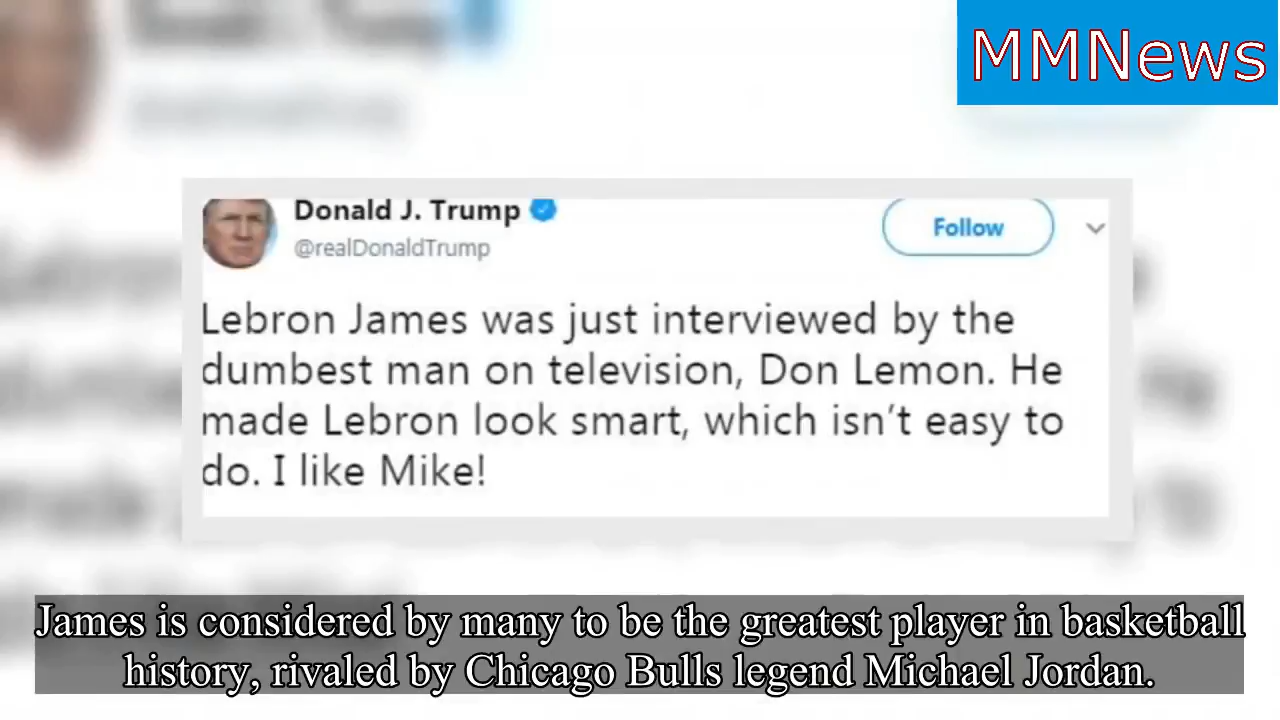 MMNews
Donald J. Trump
@realDonaldTrump
Follow
Lebron James was just interviewed by the
dumbest man on television, Don Lemon. He
made Lebron look smart, which isn't easy to
do. I like Mike!
James is considered by many to be the greatest player in basketball
history, rivaled by Chicago Bulls legend Michael Jordan.